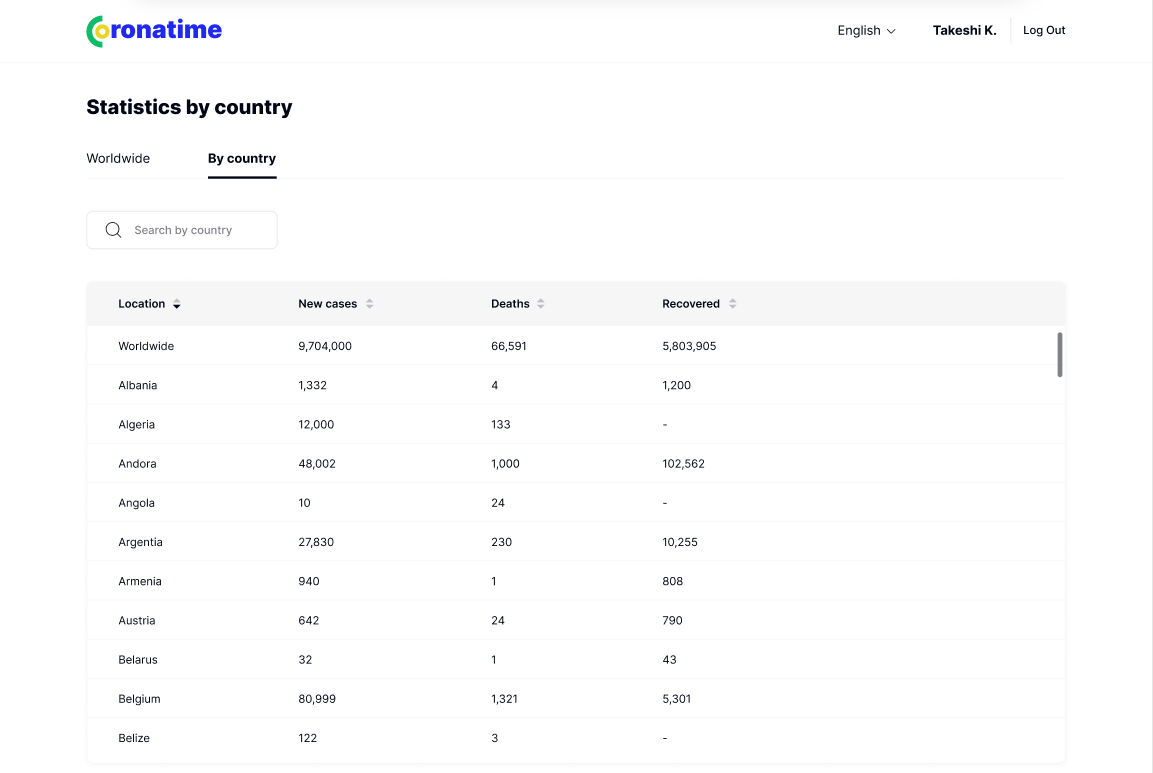 Coronatime
English
Takeshi K.
Log Out
Statistics by country
Worldwide
By country
Search by country
Location New cases Deaths Recovered
Worldwide 9,704,000 66,591 5,803,905
Albania 1,332 4 1,200
Algeria 12,000 133 -
Andora 48,002 1,000 102,562
Angola 10 24 -
Argentia 27,830 230 10,255
Armenia 940 1 808
Austria 642 24 790
Belarus 32 1 43
Belgium 80,999 1,321 5,301
Belize 122 3 -